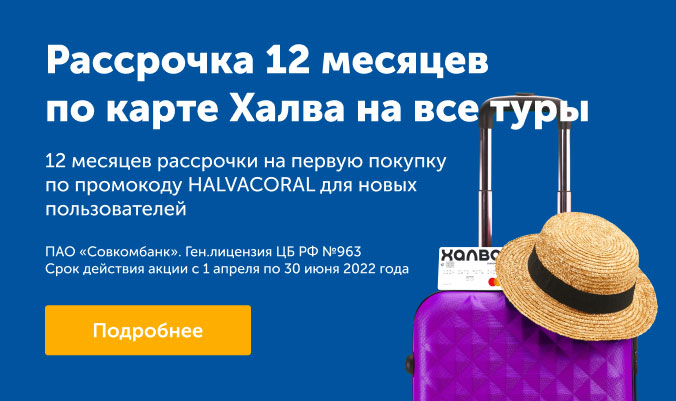 Рассрочка 12 месяцев
по карте Халва на все туры
12 месяцев рассрочки на первую покупку
по промокоду HALVACORAL для новых
пользователей
ПАО «Совкомбанк». Ген.лицензия ЦБ РФ №963
Срок действия акции с 1 апреля по 30 июня 2022 года
Подробнее